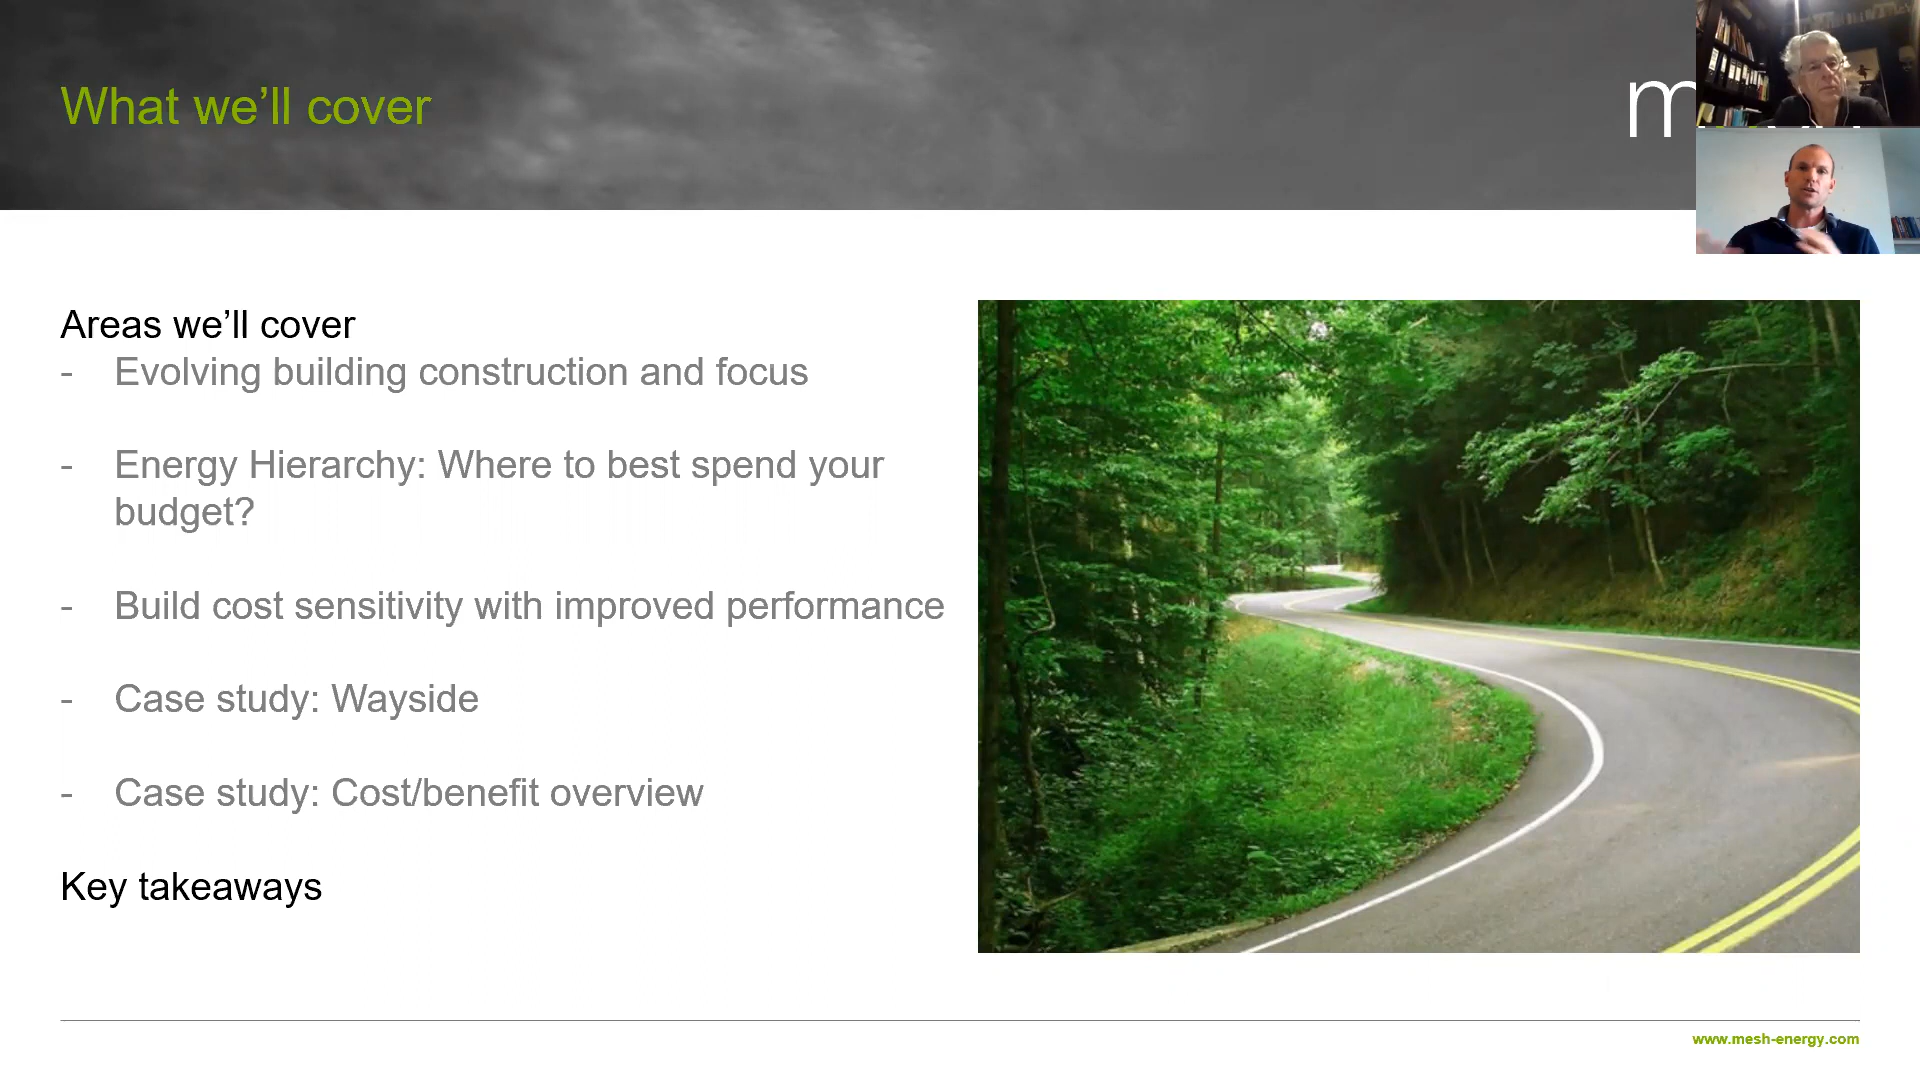 What we’ll cover
Areas we’ll cover
- Evolving building construction and focus
- Energy Hierarchy: Where to best spend your
budget?
- Build cost sensitivity with improved performance
- Case study: Wayside
- Case study: Cost/benefit overview
Key takeaways
www.mesh-energy.com